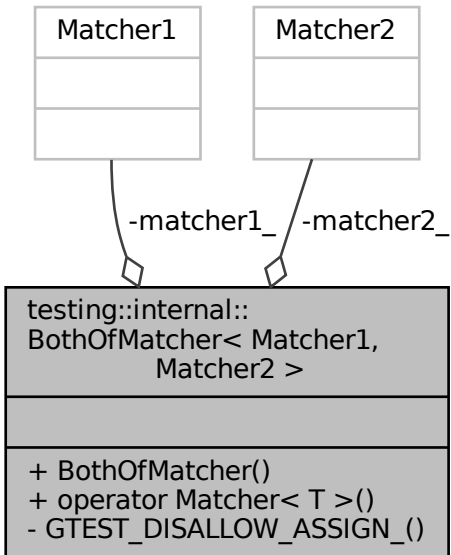 Matcher1
Matcher2
-matcher1_
-matcher2_
testing::internal::
BothOfMatcher< Matcher1,
Matcher2 >
+ BothOfMatcher()
+ operator Matcher< T >()
- GTEST_DISALLOW_ASSIGN_()